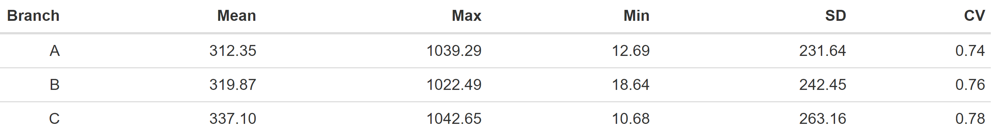 Branch Mean Max Min SD CV
A 312.35 1039.29 12.69 231.64 0.74
B 319.87 1022.49 18.64 242.45 0.76
C 337.10 1042.65 10.68 263.16 0.78